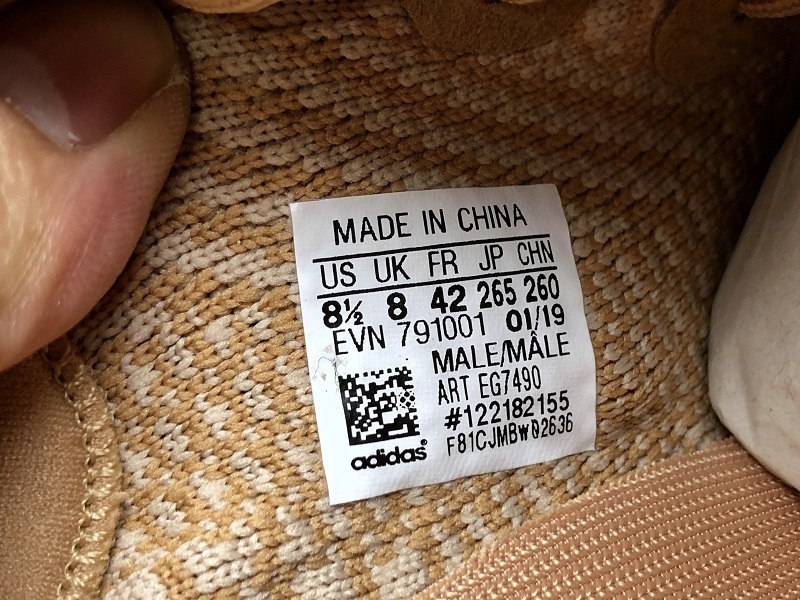 MADE IN CHINA
US UK FR JP CHN
8½ 8 42 265 260
EVN 791001 01/19
MALE/MÂLE
ART EG7490
#122182155
F81CJMBW02636
adidas®